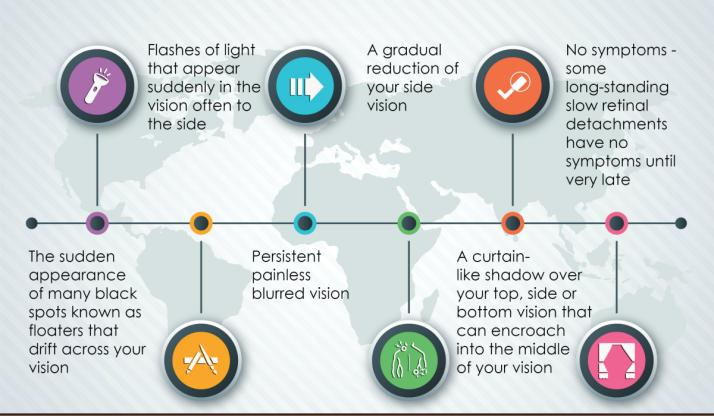 Flashes of light
that appear
suddenly in the
vision often to
the side
A gradual
reduction of
your side
vision
No symptoms -
some
long-standing
slow retinal
detachments
have no
symptoms until
very late
The sudden
appearance
of many black
spots known as
floaters that
drift across your
vision
Persistent
painless
blurred vision
A curtain-
like shadow over
your top, side or
bottom vision that
can encroach
into the middle
of your vision